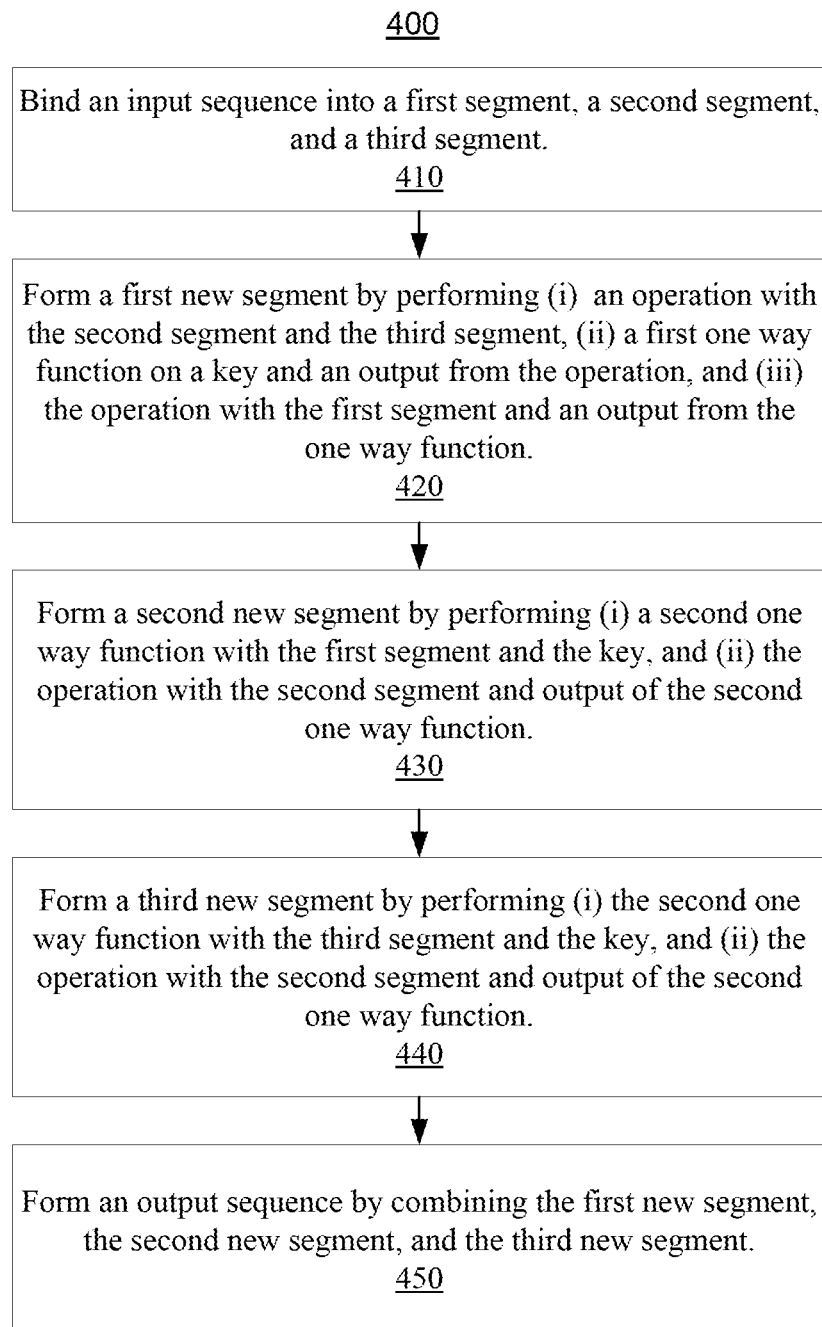 400
Bind an input sequence into a first segment, a second segment,
and a third segment.
410
Form a first new segment by performing (i) an operation with
the second segment and the third segment, (ii) a first one way
function on a key and an output from the operation, and (iii)
the operation with the first segment and an output from the
one way function.
420
Form a second new segment by performing (i) a second one
way function with the first segment and the key, and (ii) the
operation with the second segment and output of the second
one way function.
430
Form a third new segment by performing (i) the second one
way function with the third segment and the key, and (ii) the
operation with the second segment and output of the second
one way function.
440
Form an output sequence by combining the first new segment,
the second new segment, and the third new segment.
450